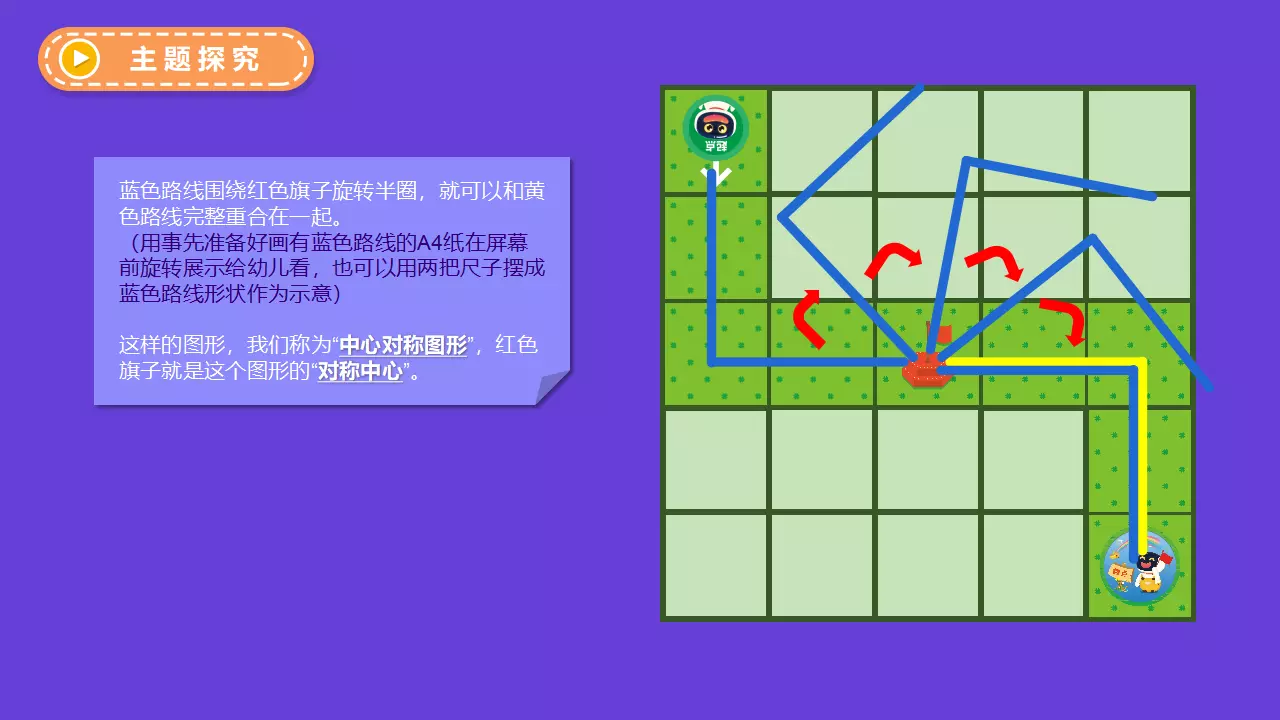 主题探究
蓝色路线围绕红色旗子旋转半圈，就可以和黄
色路线完整重合在一起。
（用事先准备好画有蓝色路线的A4纸在屏幕
前旋转展示给幼儿看，也可以用两把尺子摆成
蓝色路线形状作为示意）
这样的图形，我们称为“中心对称图形”，红色
旗子就是这个图形的“对称中心”。
起点
终点